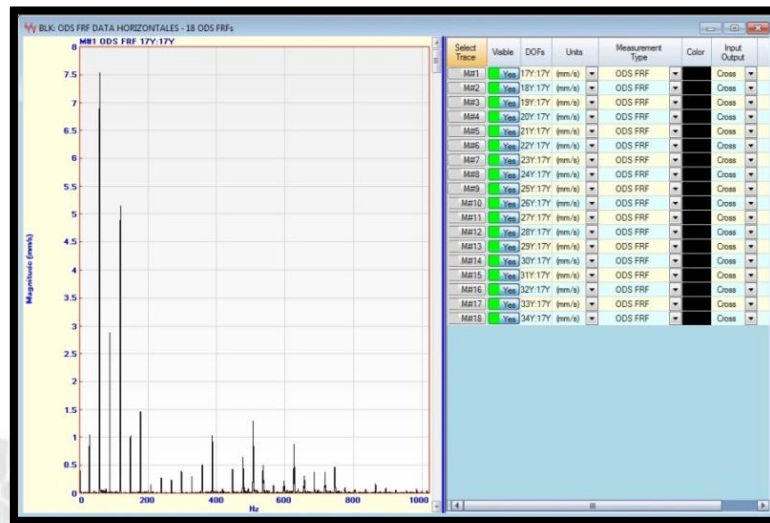 BLK: ODS FRF DATA HORIZONTALES - 18 ODS FRFs
M#1 ODS FRF 17Y:17Y
8
7.5
7
6.5
6
5.5
5
4.5
4
3.5
3
2.5
2
1.5
1
0.5
0
Magnitude (mm/s)
0 200 400 600 800 1000
Hz
Select Trace Visible DOFs Units Measurement Type Color Input Output
M#1 Yes 17Y:17Y (mm/s) ODS FRF Cross
M#2 Yes 18Y:17Y (mm/s) ODS FRF Cross
M#3 Yes 19Y:17Y (mm/s) ODS FRF Cross
M#4 Yes 20Y:17Y (mm/s) ODS FRF Cross
M#5 Yes 21Y:17Y (mm/s) ODS FRF Cross
M#6 Yes 22Y:17Y (mm/s) ODS FRF Cross
M#7 Yes 23Y:17Y (mm/s) ODS FRF Cross
M#8 Yes 24Y:17Y (mm/s) ODS FRF Cross
M#9 Yes 25Y:17Y (mm/s) ODS FRF Cross
M#10 Yes 26Y:17Y (mm/s) ODS FRF Cross
M#11 Yes 27Y:17Y (mm/s) ODS FRF Cross
M#12 Yes 28Y:17Y (mm/s) ODS FRF Cross
M#13 Yes 29Y:17Y (mm/s) ODS FRF Cross
M#14 Yes 30Y:17Y (mm/s) ODS FRF Cross
M#15 Yes 31Y:17Y (mm/s) ODS FRF Cross
M#16 Yes 32Y:17Y (mm/s) ODS FRF Cross
M#17 Yes 33Y:17Y (mm/s) ODS FRF Cross
M#18 Yes 34Y:17Y (mm/s) ODS FRF Cross